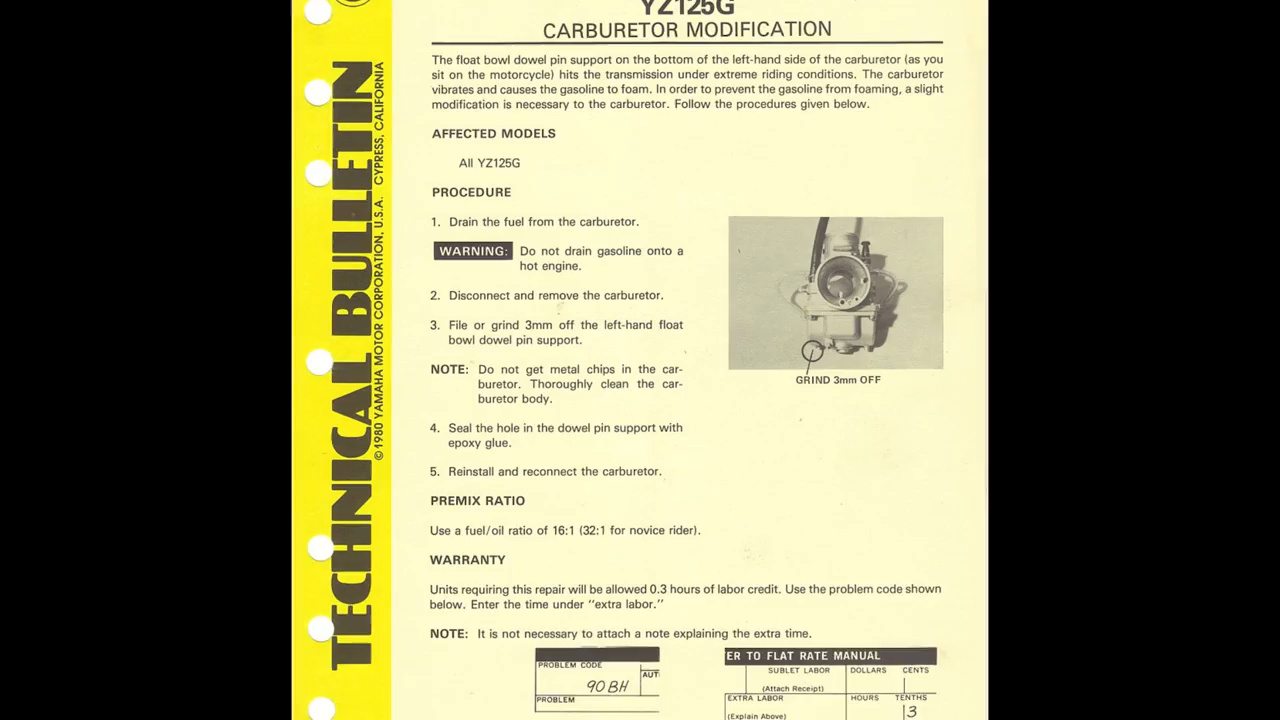 YZ125G
CARBURETOR MODIFICATION
The float bowl dowel pin support on the bottom of the left-hand side of the carburetor (as you
sit on the motorcycle) hits the transmission under extreme riding conditions. The carburetor
vibrates and causes the gasoline to foam. In order to prevent the gasoline from foaming, a slight
modification is necessary to the carburetor. Follow the procedures given below.
AFFECTED MODELS
All YZ125G
PROCEDURE
1. Drain the fuel from the carburetor.
WARNING: Do not drain gasoline onto a
hot engine.
2. Disconnect and remove the carburetor.
3. File or grind 3mm off the left-hand float
bowl dowel pin support.
NOTE: Do not get metal chips in the car-
buretor. Thoroughly clean the car-
buretor body.
4. Seal the hole in the dowel pin support with
epoxy glue.
5. Reinstall and reconnect the carburetor.
GRIND 3mm OFF
PREMIX RATIO
Use a fuel/oil ratio of 16:1 (32:1 for novice rider).
WARRANTY
Units requiring this repair will be allowed 0.3 hours of labor credit. Use the problem code shown
below. Enter the time under "extra labor."
NOTE: It is not necessary to attach a note explaining the extra time.
PROBLEM CODE
AUT
90BH
PROBLEM
ER TO FLAT RATE MANUAL
SUBLET LABOR DOLLARS CENTS
(Attach Receipt)
EXTRA LABOR HOURS TENTHS
(Explain Above) 3
TECHNICAL BULLETIN
©1980 YAMAHA MOTOR CORPORATION, U.S.A. CYPRESS, CALIFORNIA